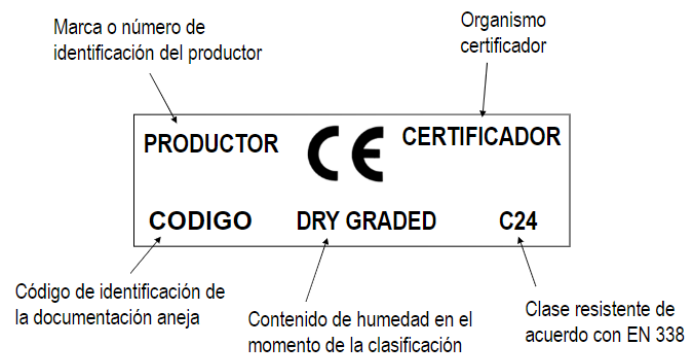 Marca o número de
identificación del productor
Organismo
certificador
PRODUCTOR
CE
CERTIFICADOR
CODIGO
DRY GRADED
C24
Código de identificación de
la documentación aneja
Contenido de humedad en el
momento de la clasificación
Clase resistente de
acuerdo con EN 338